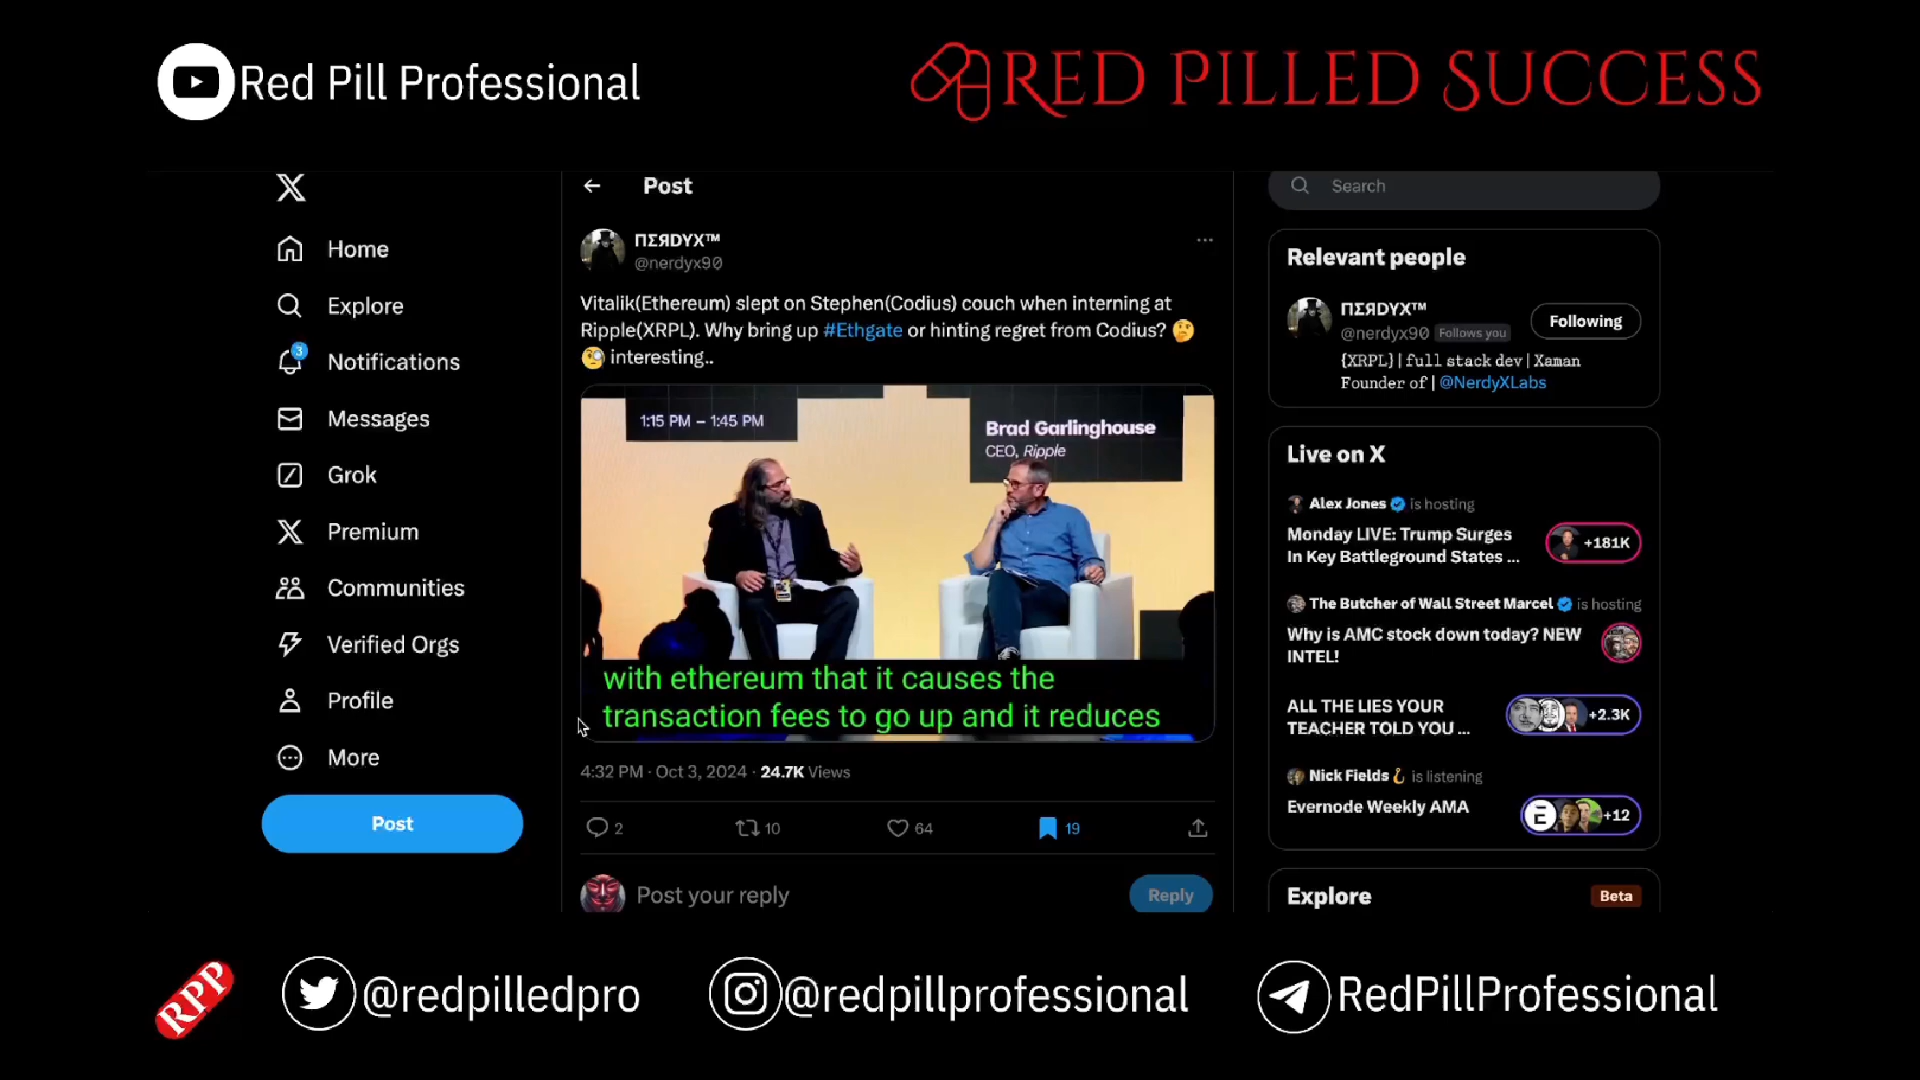 Red Pill Professional
RED PILLED SUCCESS
Home
Explore
Notifications
3
Messages
Grok
Premium
Communities
Verified Orgs
Profile
More
Post
Post
ПΣЯDYX™
@nerdyx90
Vitalik(Ethereum) slept on Stephen(Codius) couch when interning at
Ripple(XRPL). Why bring up #Ethgate or hinting regret from Codius? 🤔
🧐 interesting..
1:15 PM – 1:45 PM
Brad Garlinghouse
CEO, Ripple
with ethereum that it causes the
transaction fees to go up and it reduces
4:32 PM · Oct 3, 2024 · 24.7K Views
2
10
64
19
Post your reply
Reply
Search
Relevant people
ПΣЯDYX™
@nerdyx90 Follows you
Following
{XRPL} | full stack dev | Xaman
Founder of | @NerdyXLabs
Live on X
Alex Jones is hosting
Monday LIVE: Trump Surges
In Key Battleground States ...
+181K
The Butcher of Wall Street Marcel is hosting
Why is AMC stock down today? NEW
INTEL!
ALL THE LIES YOUR
TEACHER TOLD YOU ...
+2.3K
Nick Fields is listening
Evernode Weekly AMA
E
+12
Explore
Beta
RPP
@redpilledpro
@redpillprofessional
RedPillProfessional